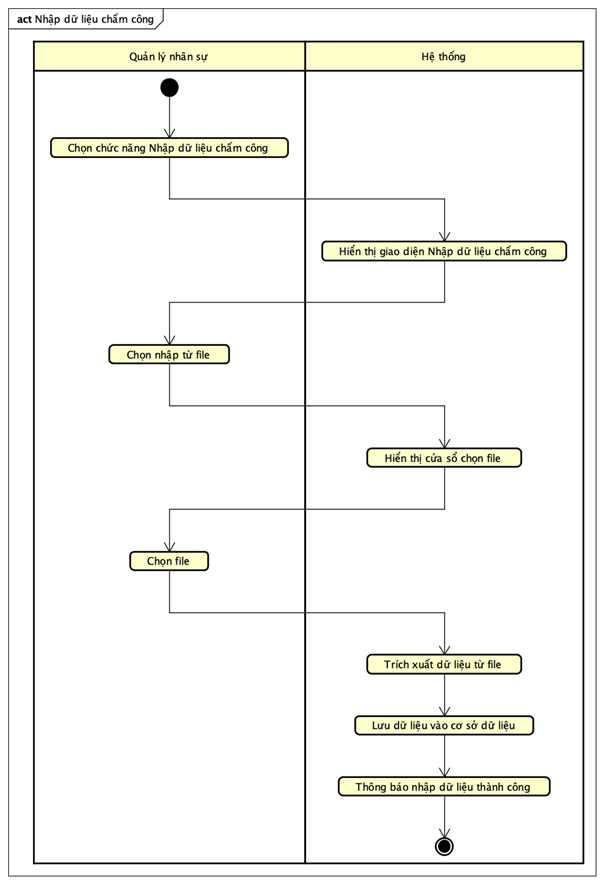 act Nhập dữ liệu chấm công
Quản lý nhân sự
Hệ thống
Chọn chức năng Nhập dữ liệu chấm công
Hiển thị giao diện Nhập dữ liệu chấm công
Chọn nhập từ file
Hiển thị cửa sổ chọn file
Chọn file
Trích xuất dữ liệu từ file
Lưu dữ liệu vào cơ sở dữ liệu
Thông báo nhập dữ liệu thành công